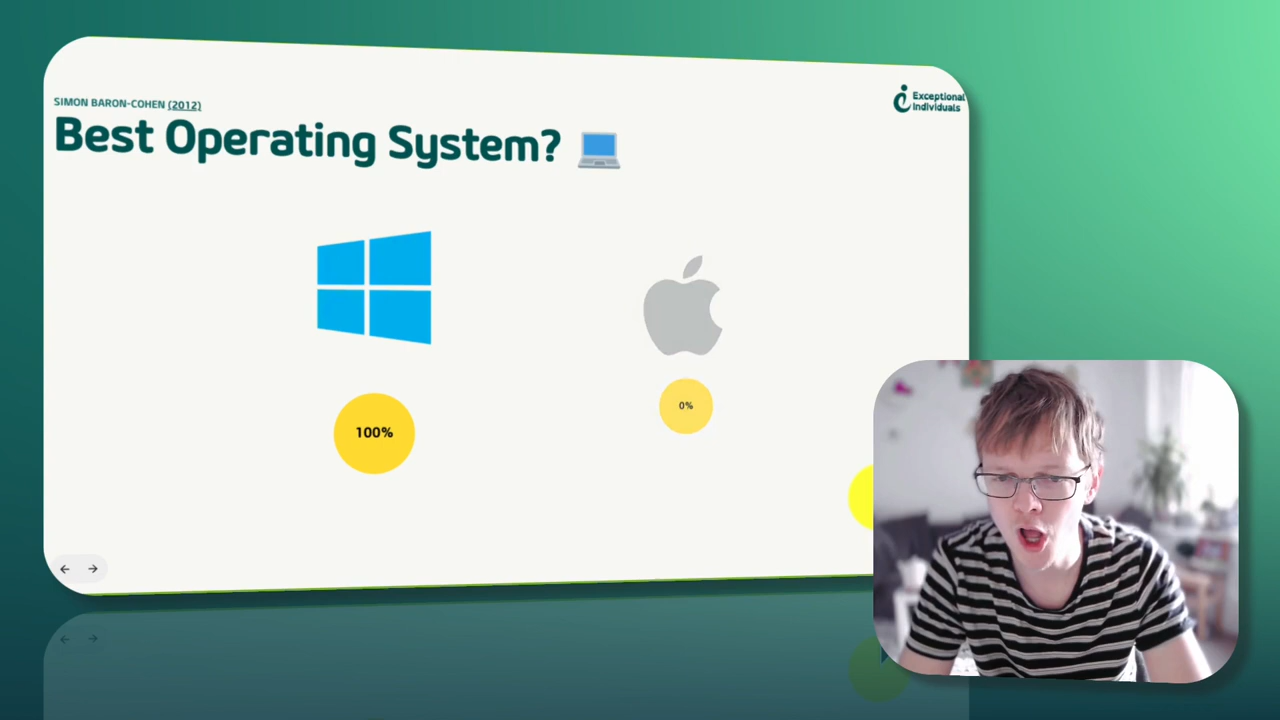 SIMON BARON-COHEN (2012)
Best Operating System?
Exceptional
Individuals
100%
0%